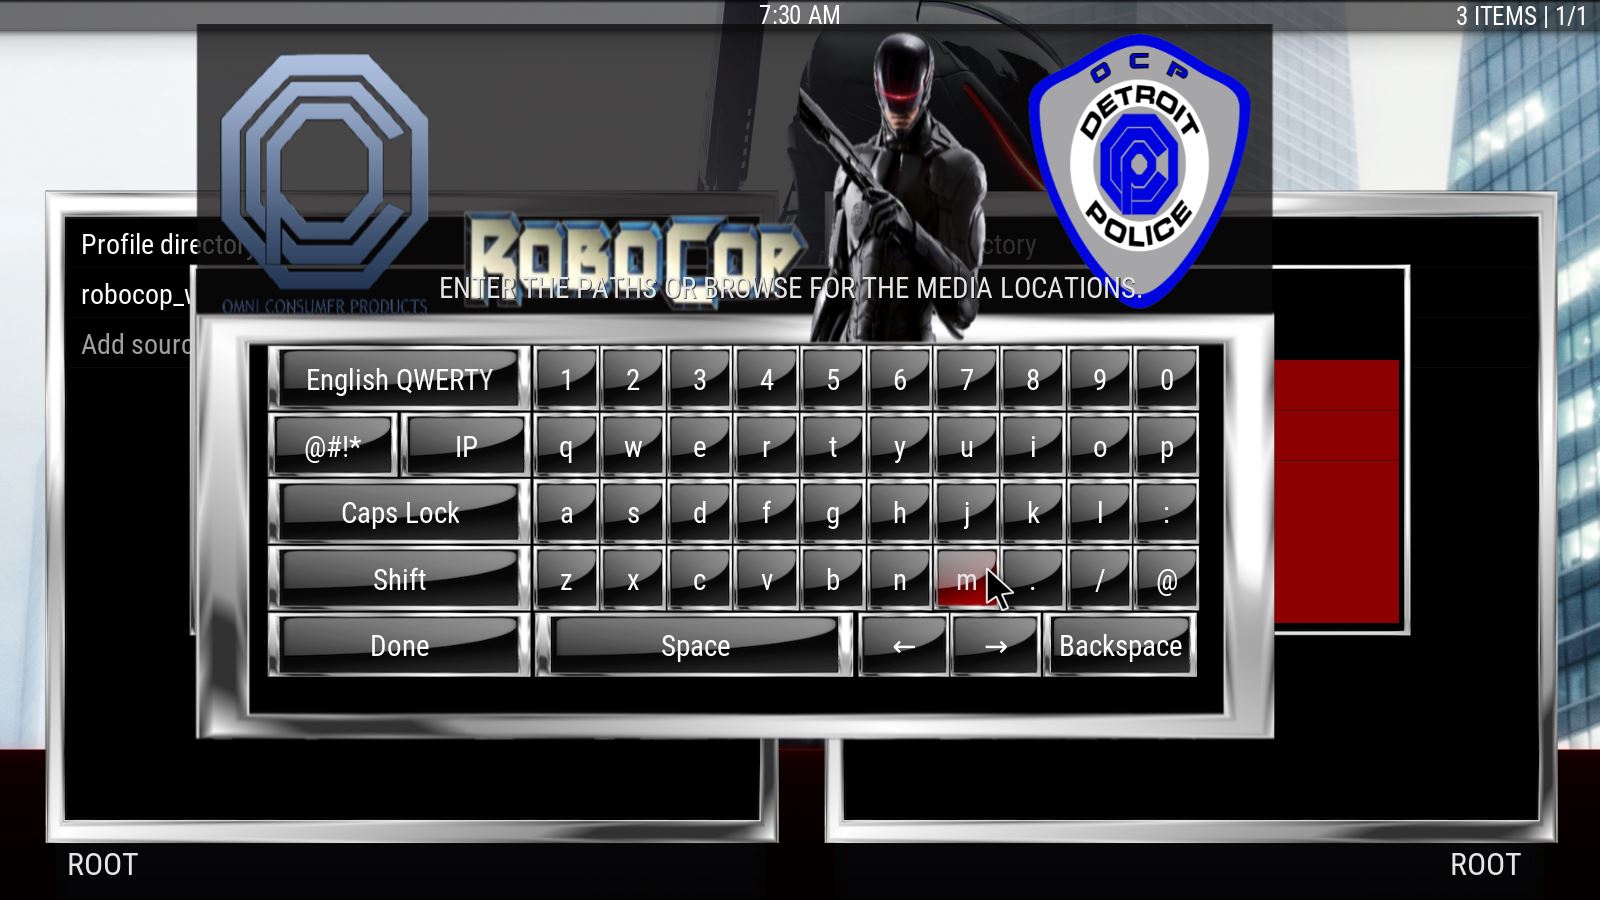 7:30 AM
3 ITEMS | 1/1
OCP
DETROIT
POLICE
ROBOCOP
OMNI CONSUMER PRODUCTS
ENTER THE PATHS OR BROWSE FOR THE MEDIA LOCATIONS.
Profile directory
robocop_
Add
English QWERTY 1 2 3 4 5 6 7 8 9 0
@#!* IP q w e r t y u i o p
Caps Lock a s d f g h j k l :
Shift z x c v b n m . / @
Done Space ← → Backspace
ROOT
ROOT